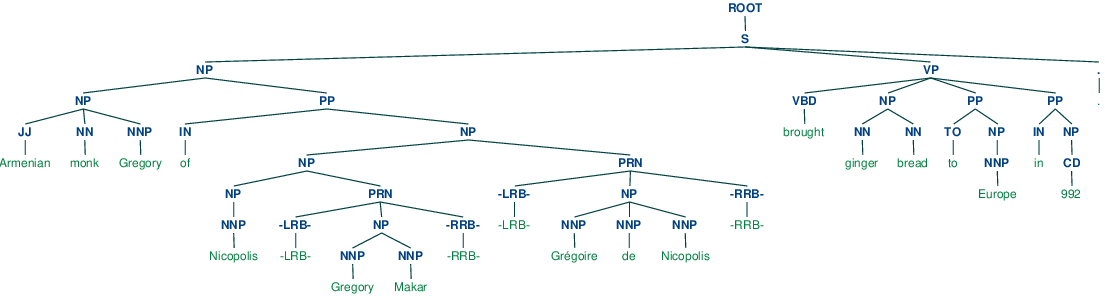 ROOT
S
NP VP .
NP PP VBD NP PP PP .
JJ NN NNP IN NP brought NN NN TO NP IN NP
Armenian monk Gregory of NP PRN ginger bread to NNP in CD
NP PRN -LRB- NP -RRB- Europe 992
NNP -LRB- NP -RRB- -LRB- NNP NNP NNP -RRB-
Nicopolis -LRB- NNP NNP -RRB- Grégoire de Nicopolis
Gregory Makar